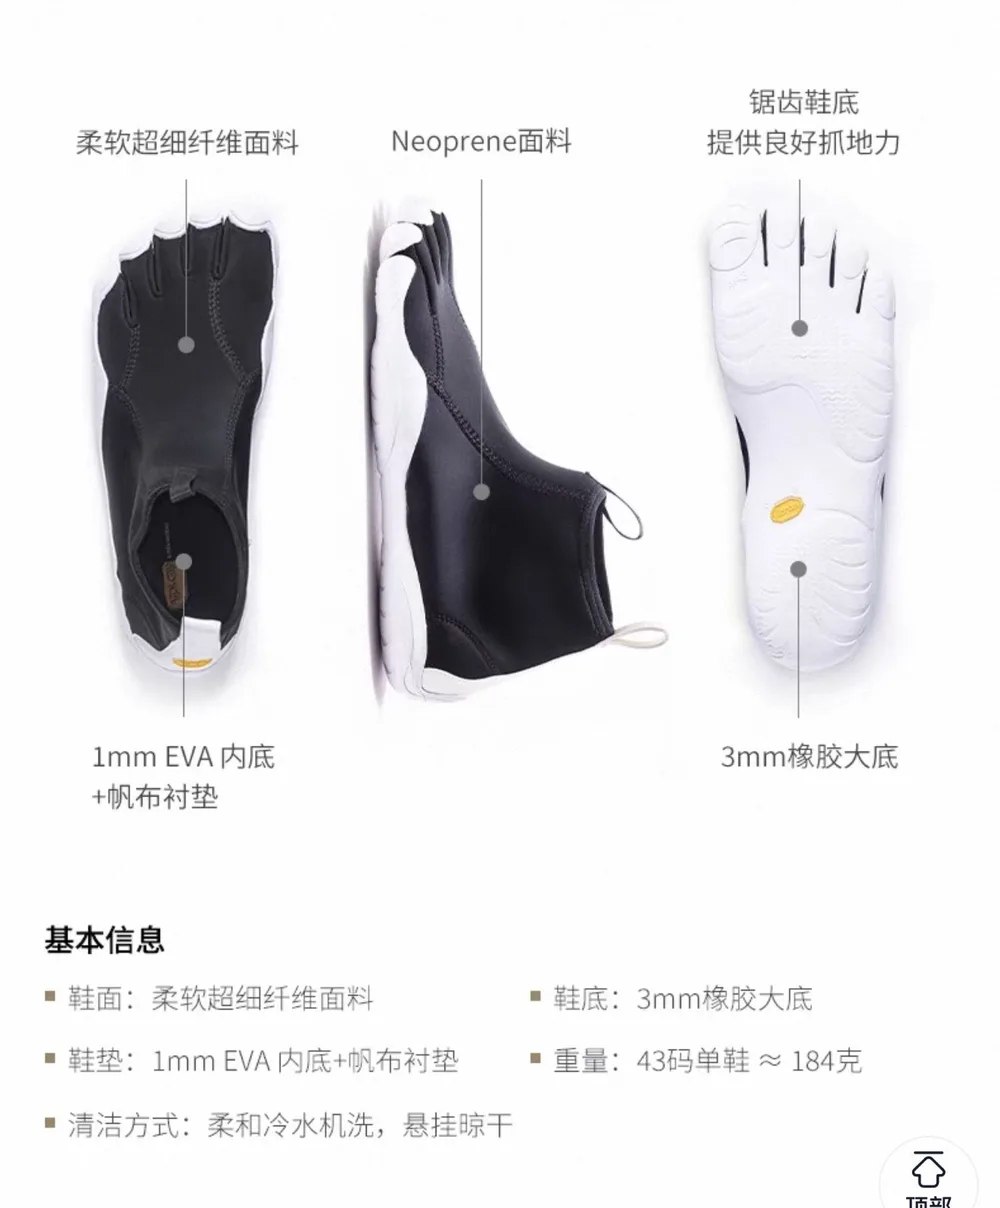 锯齿鞋底
柔软超细纤维面料
Neoprene面料
提供良好抓地力
1mm EVA 内底
+帆布衬垫
3mm橡胶大底
基本信息
鞋面：柔软超细纤维面料
鞋底：3mm橡胶大底
鞋垫：1mm EVA 内底+帆布衬垫
重量：43码单鞋 ≈ 184克
清洁方式：柔和冷水机洗，悬挂晾干
顶部